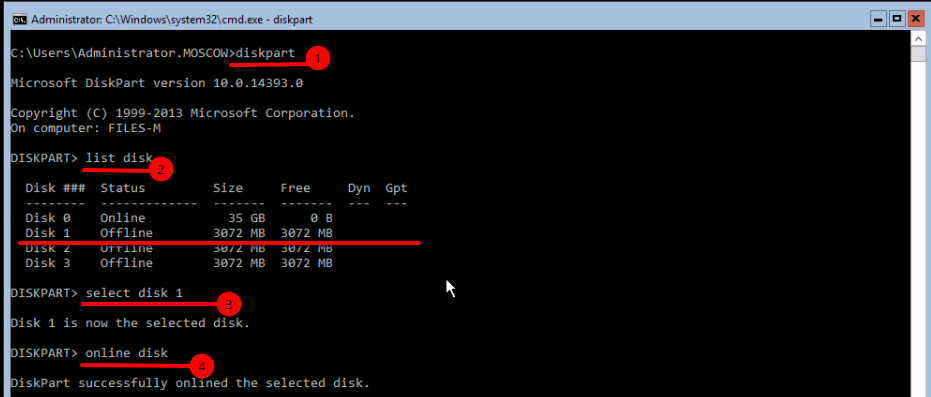 Administrator: C:\Windows\system32\cmd.exe - diskpart
C:\Users\Administrator.MOSCOW>diskpart
1
Microsoft DiskPart version 10.0.14393.0
Copyright (C) 1999-2013 Microsoft Corporation.
On computer: FILES-M
DISKPART> list disk
2
Disk ###  Status         Size     Free     Dyn  Gpt
--------  -------------  -------  -------  ---  ---
Disk 0    Online           35 GB      0 B
Disk 1    Offline        3072 MB  3072 MB
Disk 2    Offline        3072 MB  3072 MB
Disk 3    Offline        3072 MB  3072 MB
DISKPART> select disk 1
3
Disk 1 is now the selected disk.
DISKPART> online disk
4
DiskPart successfully onlined the selected disk.